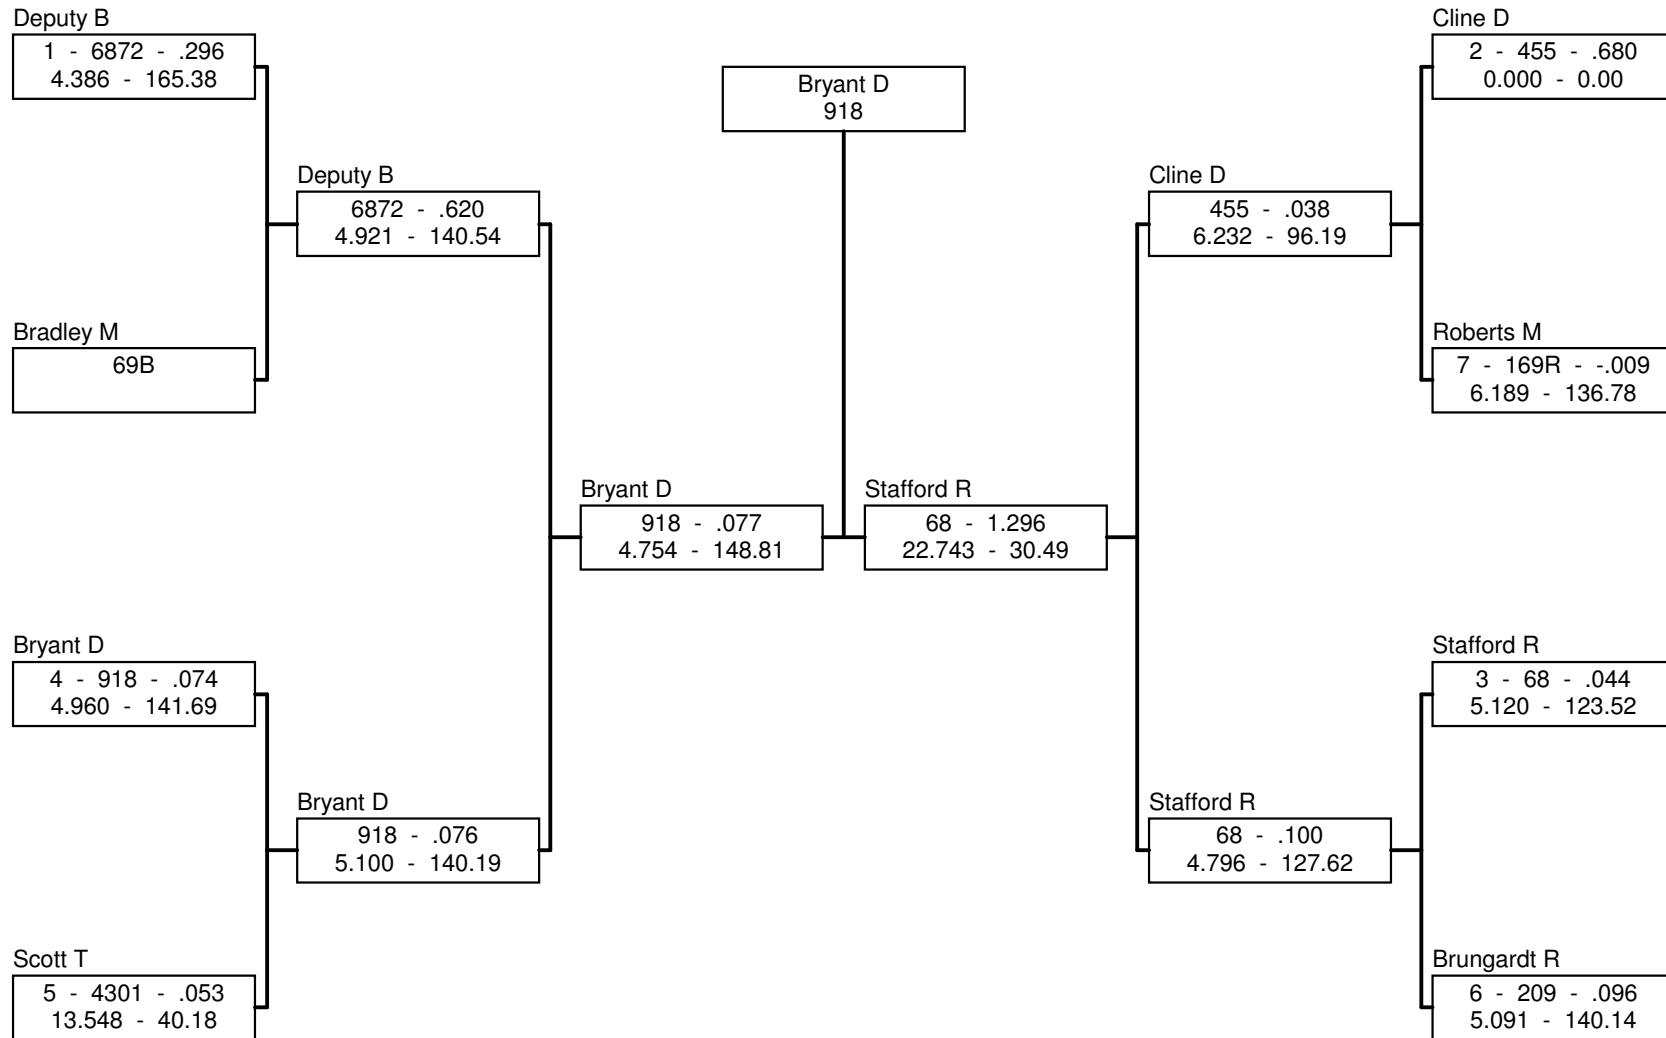 Deputy B
1 - 6872 - .296
4.386 - 165.38
Bradley M
69B
Bryant D
4 - 918 - .074
4.960 - 141.69
Scott T
5 - 4301 - .053
13.548 - 40.18
Deputy B
6872 - .620
4.921 - 140.54
Bryant D
918 - .076
5.100 - 140.19
Bryant D
918 - .077
4.754 - 148.81
Bryant D
918
Stafford R
68 - 1.296
22.743 - 30.49
Cline D
455 - .038
6.232 - 96.19
Stafford R
68 - .100
4.796 - 127.62
Cline D
2 - 455 - .680
0.000 - 0.00
Roberts M
7 - 169R - -.009
6.189 - 136.78
Stafford R
3 - 68 - .044
5.120 - 123.52
Brungardt R
6 - 209 - .096
5.091 - 140.14